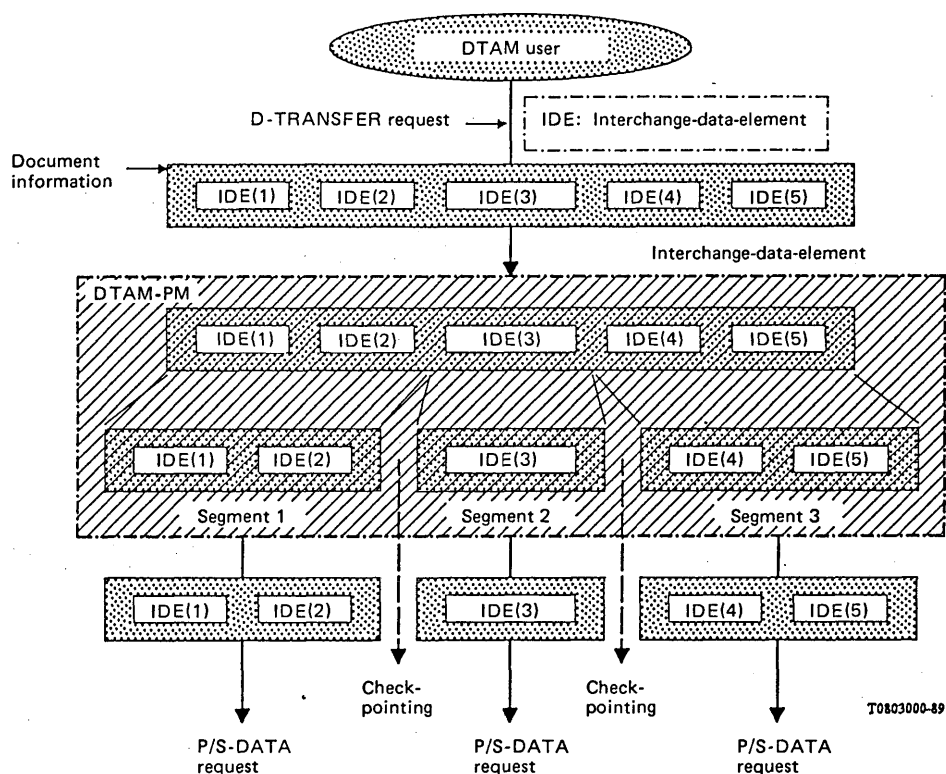 DTAM user
D-TRANSFER request
IDE: Interchange-data-element
Document
information
IDE(1) IDE(2) IDE(3) IDE(4) IDE(5)
Interchange-data-element
DTAM-PM
IDE(1) IDE(2) IDE(3) IDE(4) IDE(5)
IDE(1) IDE(2) IDE(3) IDE(4) IDE(5)
Segment 1 Segment 2 Segment 3
IDE(1) IDE(2) IDE(3) IDE(4) IDE(5)
Check-
pointing
Check-
pointing
T0803000-89
P/S-DATA
request
P/S-DATA
request
P/S-DATA
request